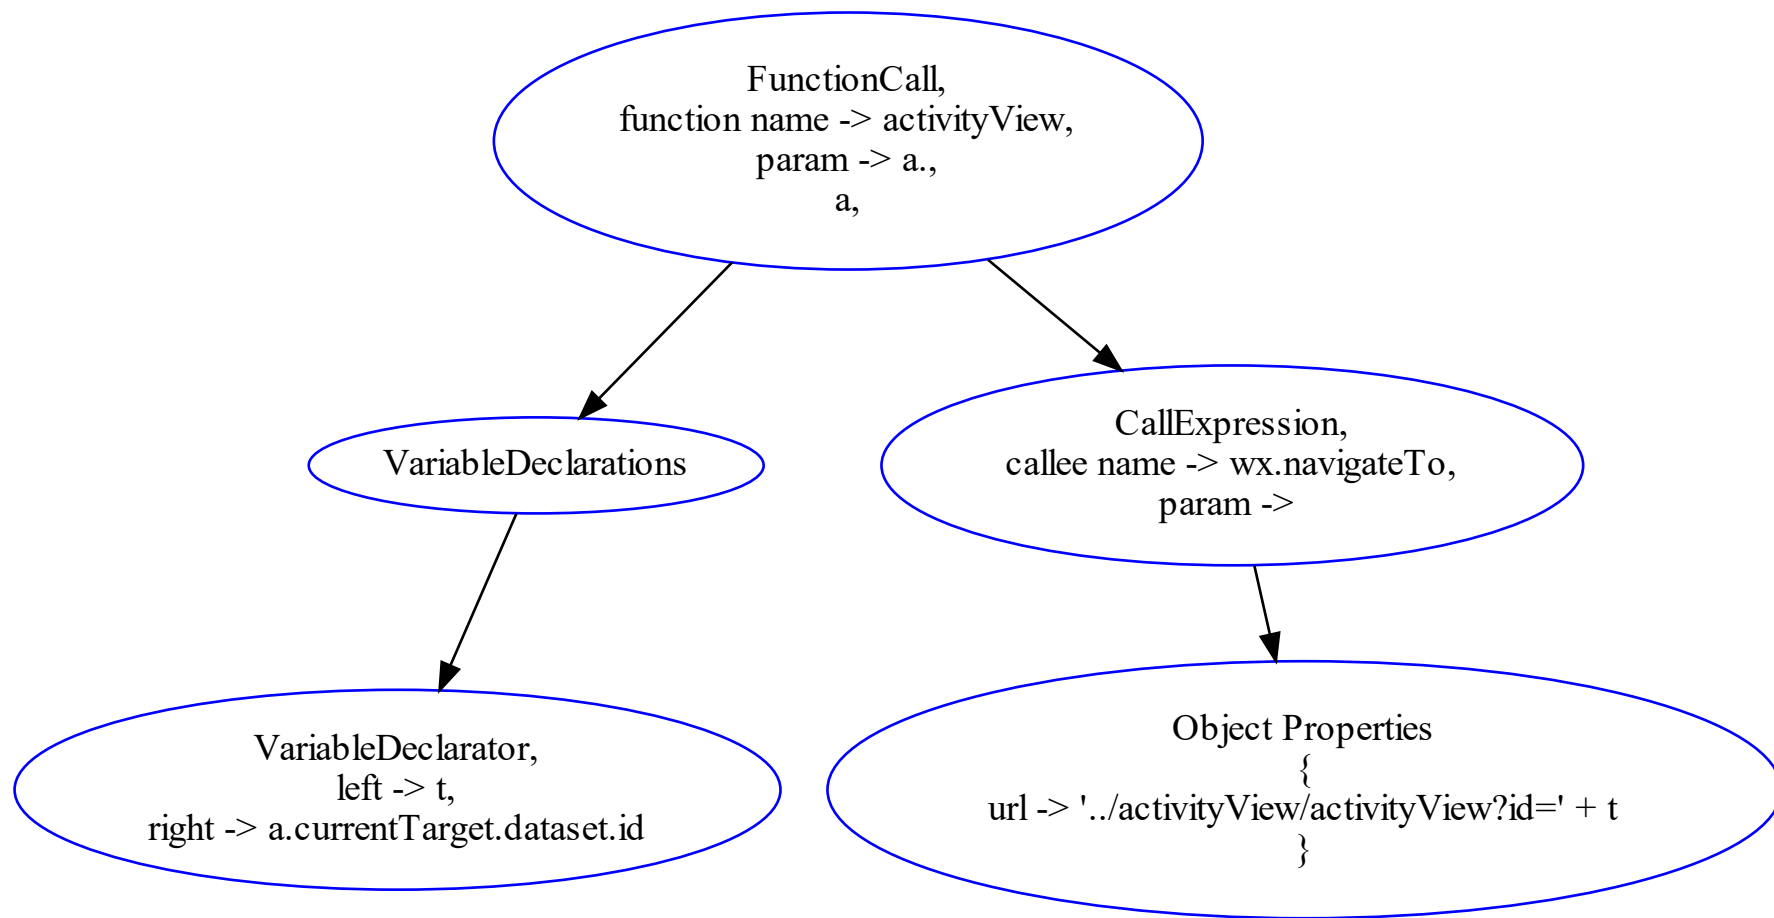 FunctionCall,
function name -> activityView,
param -> a.,
a,
VariableDeclarations
CallExpression,
callee name -> wx.navigateTo,
param ->
VariableDeclarator,
left -> t,
right -> a.currentTarget.dataset.id
Object Properties
{
url -> '../activityView/activityView?id=' + t
}